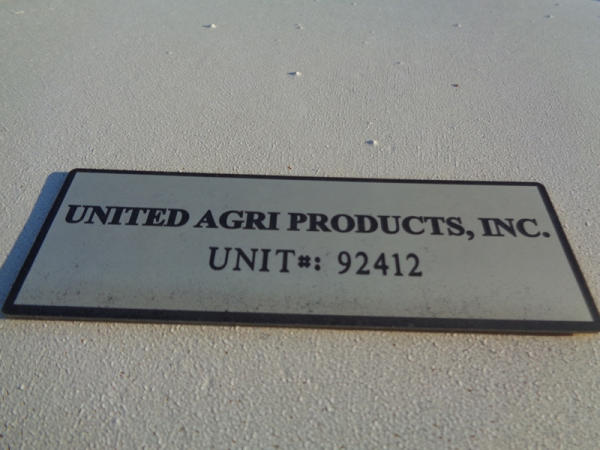 UNITED AGRI PRODUCTS, INC.
UNIT#: 92412